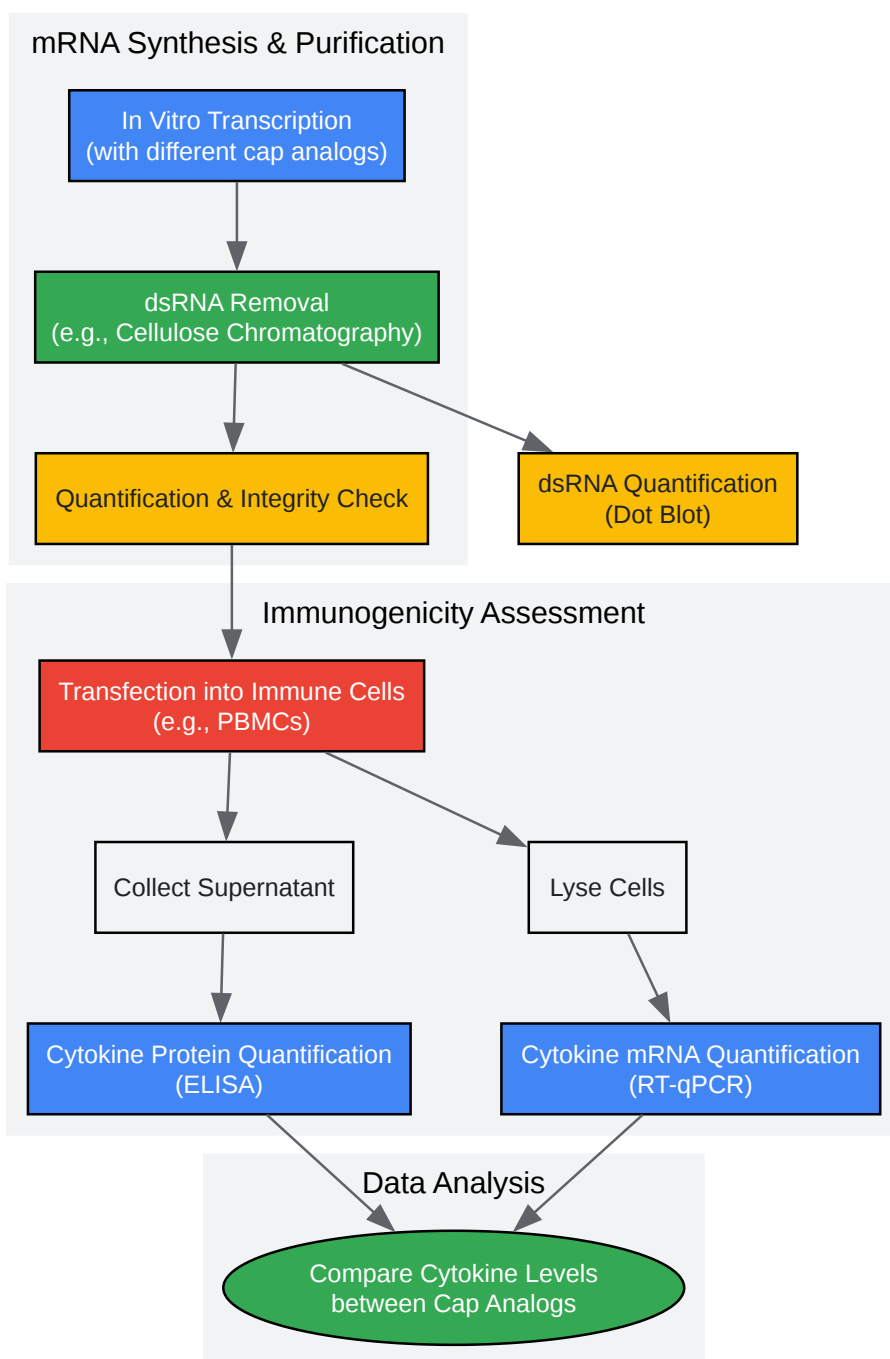 mRNA Synthesis & Purification
In Vitro Transcription
(with different cap analogs)
dsRNA Removal
(e.g., Cellulose Chromatography)
Quantification & Integrity Check
dsRNA Quantification
(Dot Blot)
Immunogenicity Assessment
Transfection into Immune Cells
(e.g., PBMCs)
Collect Supernatant
Lyse Cells
Cytokine Protein Quantification
(ELISA)
Cytokine mRNA Quantification
(RT-qPCR)
Data Analysis
Compare Cytokine Levels
between Cap Analogs